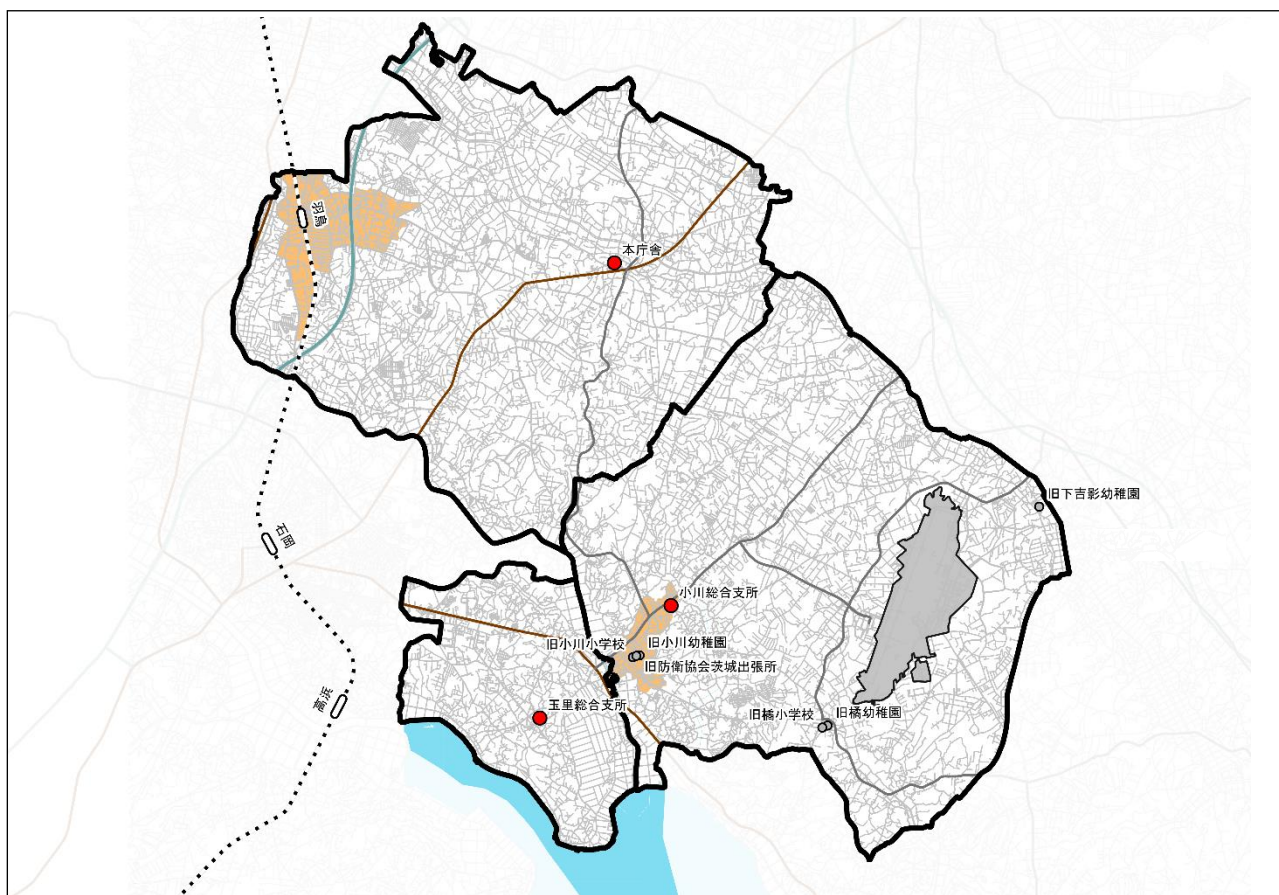 羽鳥
本庁舎
旧下吉影幼稚園
石岡
小川総合支所
旧小川小学校
旧小川幼稚園
旧防衛協会茨城出張所
高浜
玉里総合支所
旧橘小学校
旧橘幼稚園